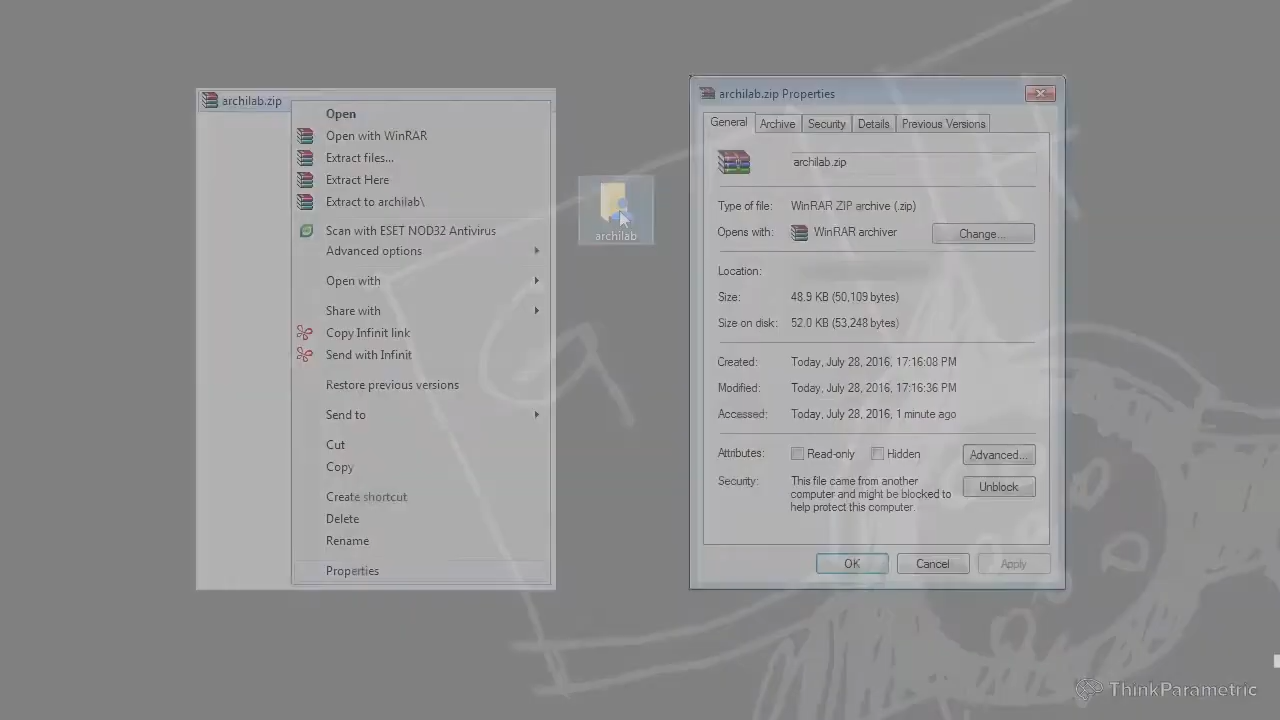 archilab.zip
Open
Open with WinRAR
Extract files...
Extract Here
Extract to archilab\
Scan with ESET NOD32 Antivirus
Advanced options
Open with
Share with
Copy Infinit link
Send with Infinit
Restore previous versions
Send to
Cut
Copy
Create shortcut
Delete
Rename
Properties
archilab
archilab.zip Properties
General Archive Security Details Previous Versions
archilab.zip
Type of file: WinRAR ZIP archive (.zip)
Opens with: WinRAR archiver Change...
Location:
Size: 48.9 KB (50,109 bytes)
Size on disk: 52.0 KB (53,248 bytes)
Created: Today, July 28, 2016, 17:16:08 PM
Modified: Today, July 28, 2016, 17:16:36 PM
Accessed: Today, July 28, 2016, 1 minute ago
Attributes: Read-only Hidden Advanced...
Security: This file came from another
computer and might be blocked to
help protect this computer.
Unblock
OK Cancel Apply
ThinkParametric